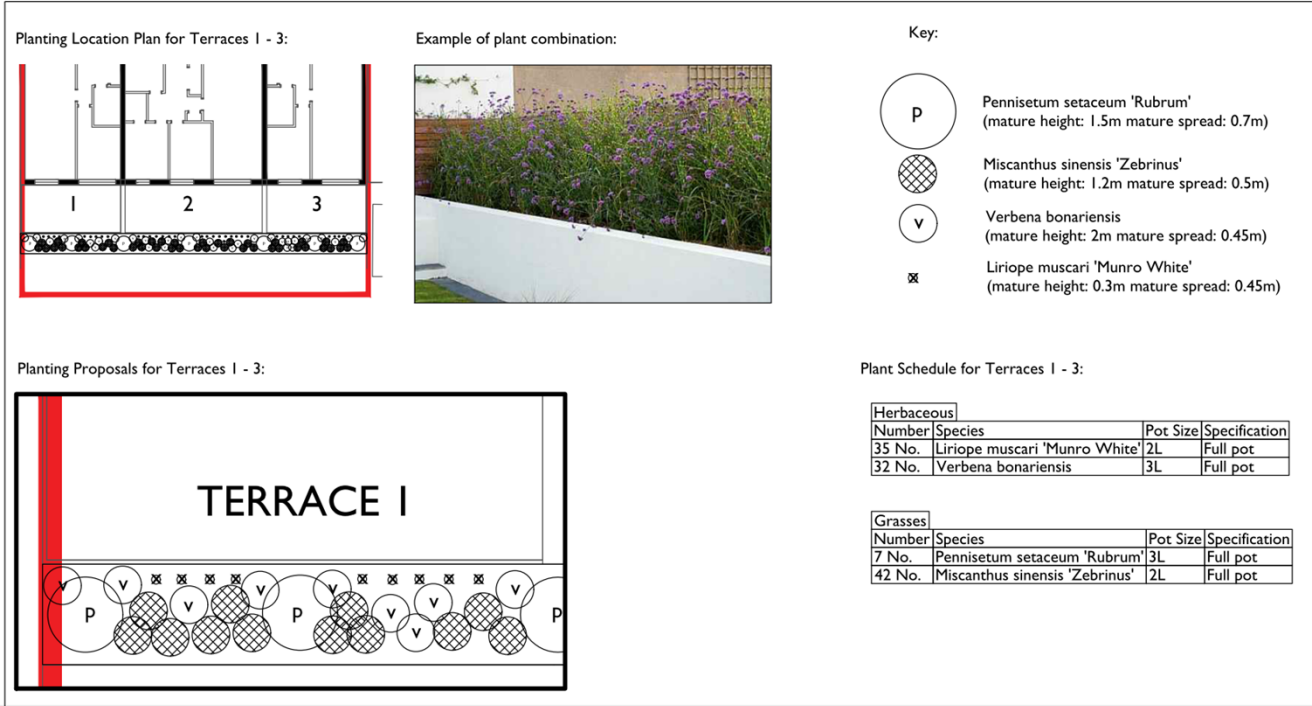 Planting Location Plan for Terraces 1 - 3:
1 2 3
Example of plant combination:
Key:
P
Pennisetum setaceum 'Rubrum'
(mature height: 1.5m mature spread: 0.7m)
Miscanthus sinensis 'Zebrinus'
(mature height: 1.2m mature spread: 0.5m)
V
Verbena bonariensis
(mature height: 2m mature spread: 0.45m)
Liriope muscari 'Munro White'
(mature height: 0.3m mature spread: 0.45m)
Planting Proposals for Terraces 1 - 3:
TERRACE 1
V V V V V
V V V
P P P
V
Plant Schedule for Terraces 1 - 3:
Herbaceous
Number Species Pot Size Specification
35 No. Liriope muscari 'Munro White' 2L Full pot
32 No. Verbena bonariensis 3L Full pot
Grasses
Number Species Pot Size Specification
7 No. Pennisetum setaceum 'Rubrum' 3L Full pot
42 No. Miscanthus sinensis 'Zebrinus' 2L Full pot